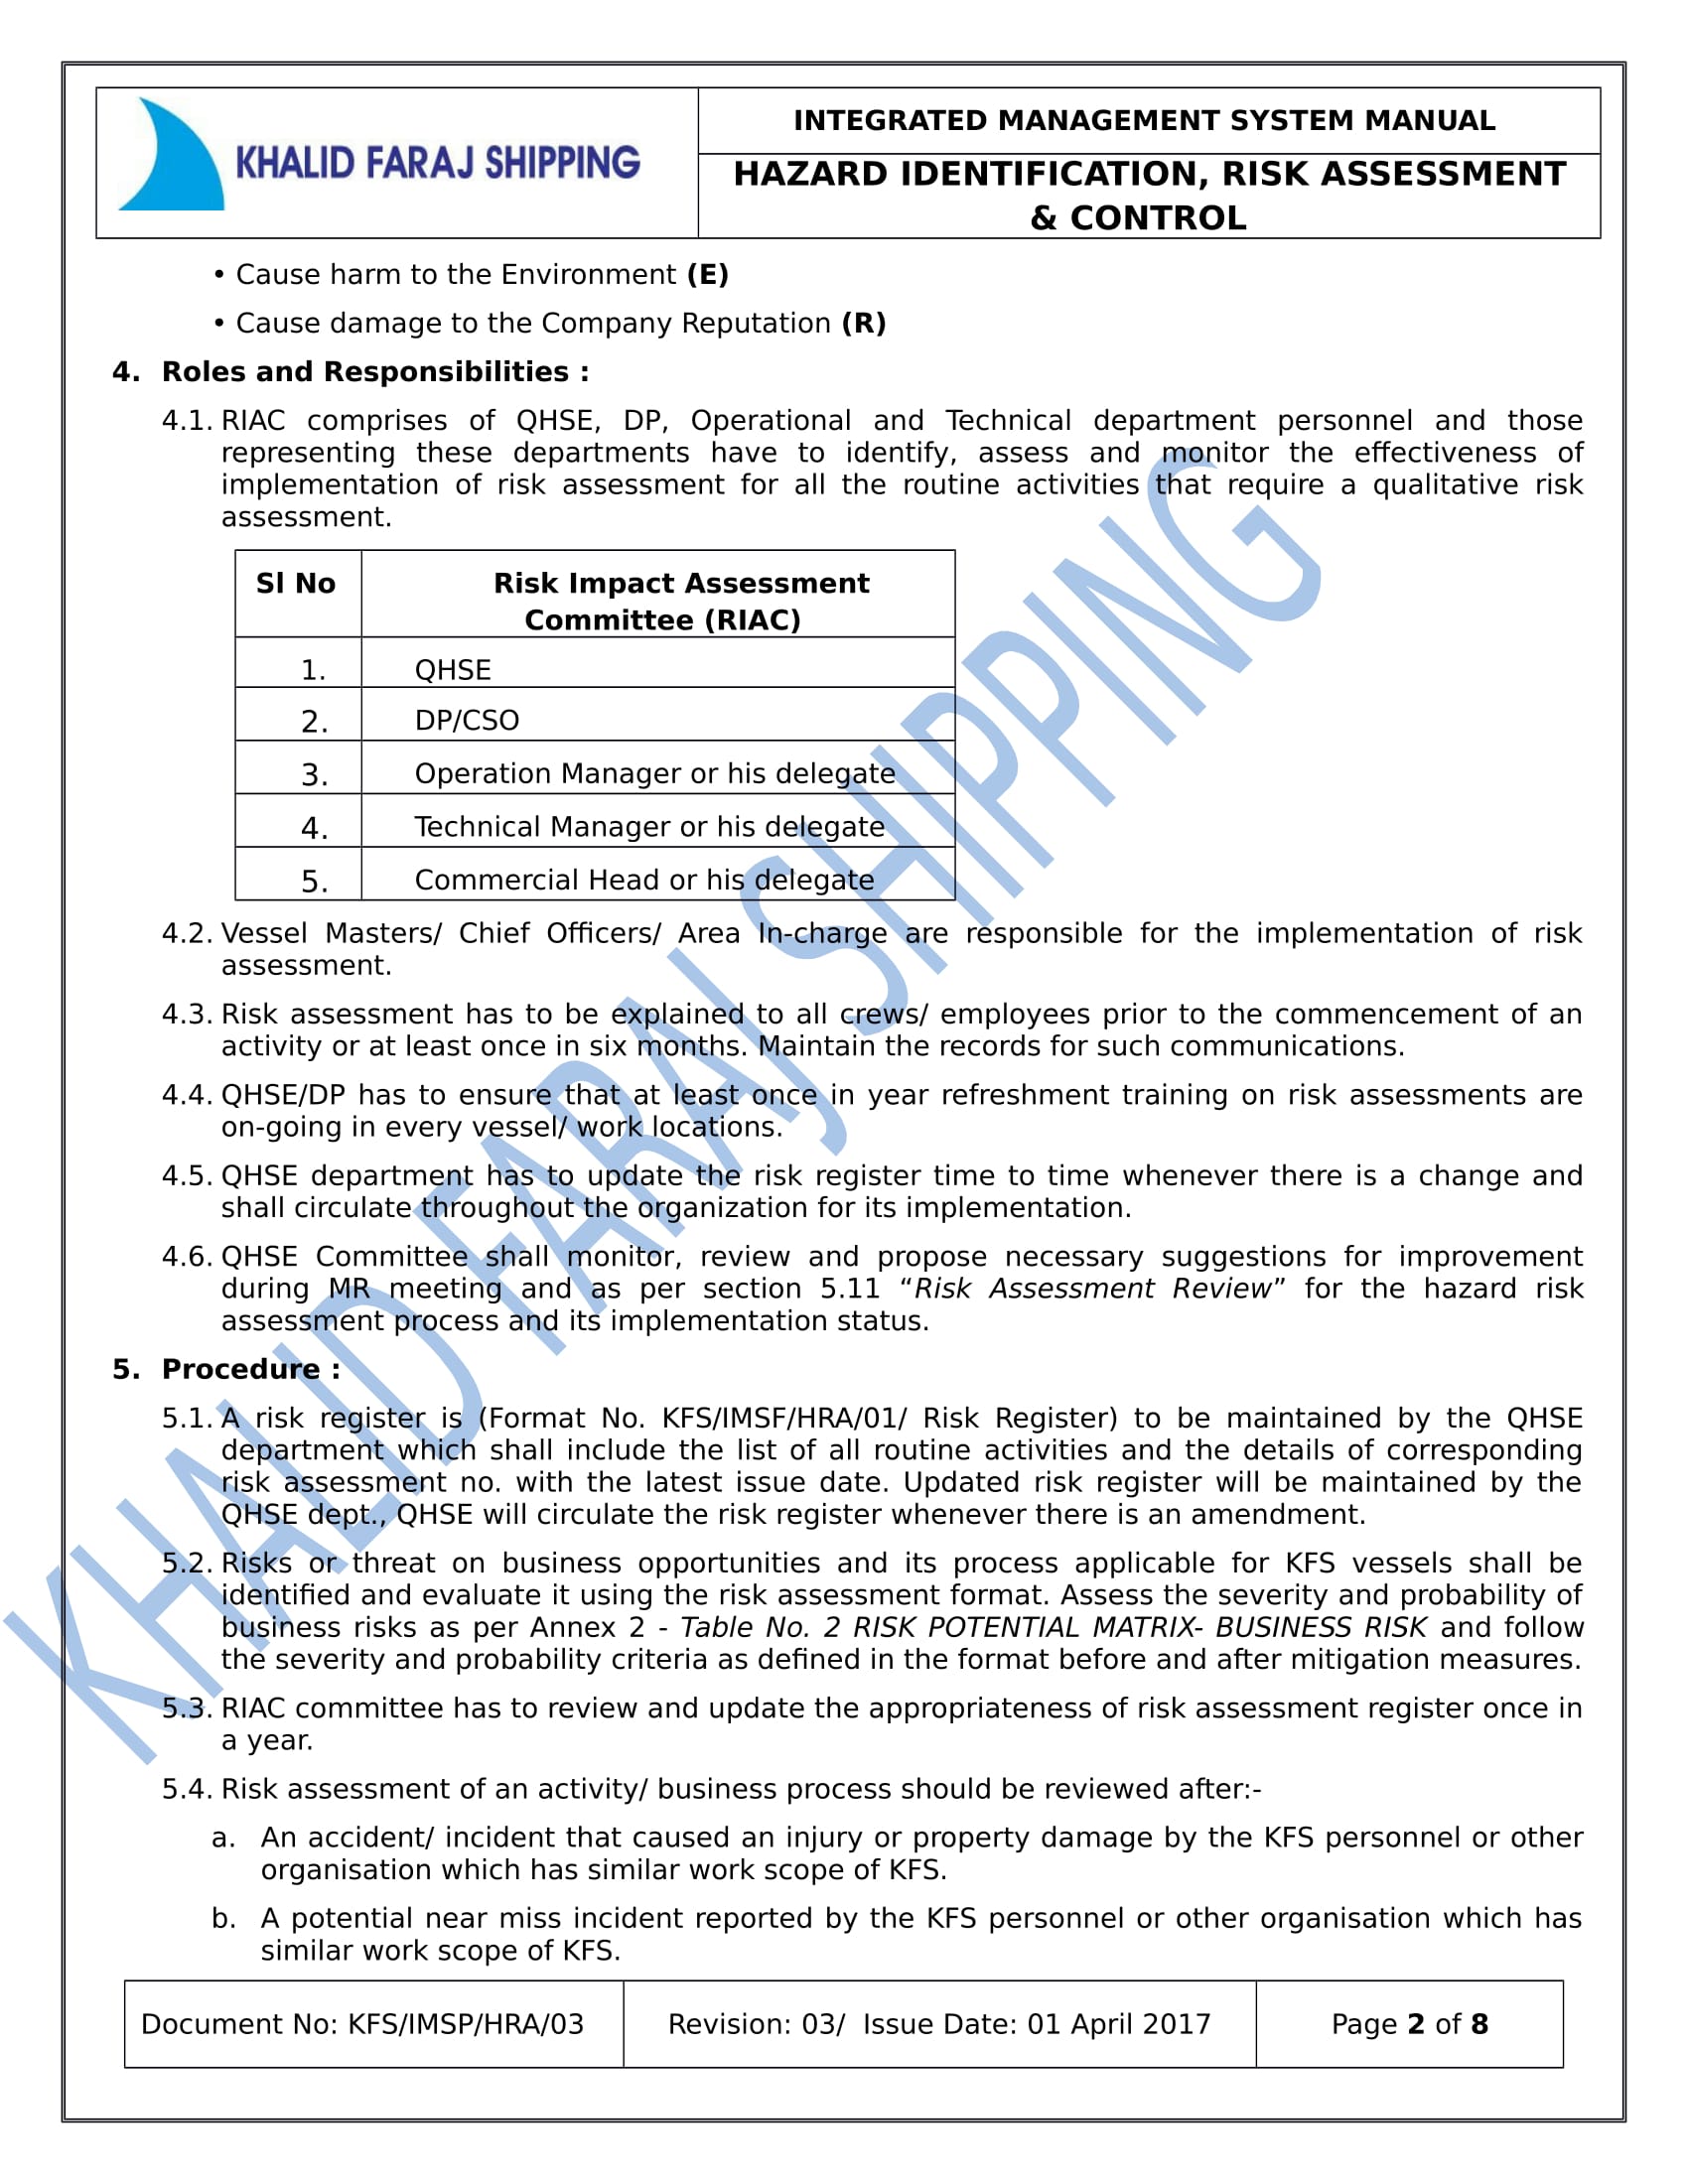 KHALID FARAJ SHIPPING
INTEGRATED MANAGEMENT SYSTEM MANUAL
HAZARD IDENTIFICATION, RISK ASSESSMENT
& CONTROL
• Cause harm to the Environment (E)
• Cause damage to the Company Reputation (R)
4. Roles and Responsibilities :
4.1. RIAC comprises of QHSE, DP, Operational and Technical department personnel and those
representing these departments have to identify, assess and monitor the effectiveness of
implementation of risk assessment for all the routine activities that require a qualitative risk
assessment.
Sl No Risk Impact Assessment
Committee (RIAC)
1. QHSE
2. DP/CSO
3. Operation Manager or his delegate
4. Technical Manager or his delegate
5. Commercial Head or his delegate
4.2. Vessel Masters/ Chief Officers/ Area In-charge are responsible for the implementation of risk
assessment.
4.3. Risk assessment has to be explained to all crews/ employees prior to the commencement of an
activity or at least once in six months. Maintain the records for such communications.
4.4. QHSE/DP has to ensure that at least once in year refreshment training on risk assessments are
on-going in every vessel/ work locations.
4.5. QHSE department has to update the risk register time to time whenever there is a change and
shall circulate throughout the organization for its implementation.
4.6. QHSE Committee shall monitor, review and propose necessary suggestions for improvement
during MR meeting and as per section 5.11 “Risk Assessment Review” for the hazard risk
assessment process and its implementation status.
5. Procedure :
5.1. A risk register is (Format No. KFS/IMSF/HRA/01/ Risk Register) to be maintained by the QHSE
department which shall include the list of all routine activities and the details of corresponding
risk assessment no. with the latest issue date. Updated risk register will be maintained by the
QHSE dept., QHSE will circulate the risk register whenever there is an amendment.
5.2. Risks or threat on business opportunities and its process applicable for KFS vessels shall be
identified and evaluate it using the risk assessment format. Assess the severity and probability of
business risks as per Annex 2 - Table No. 2 RISK POTENTIAL MATRIX- BUSINESS RISK and follow
the severity and probability criteria as defined in the format before and after mitigation measures.
5.3. RIAC committee has to review and update the appropriateness of risk assessment register once in
a year.
5.4. Risk assessment of an activity/ business process should be reviewed after:-
a. An accident/ incident that caused an injury or property damage by the KFS personnel or other
organisation which has similar work scope of KFS.
b. A potential near miss incident reported by the KFS personnel or other organisation which has
similar work scope of KFS.
KHALID FARAJ SHIPPING
Document No: KFS/IMSP/HRA/03 Revision: 03/ Issue Date: 01 April 2017 Page 2 of 8